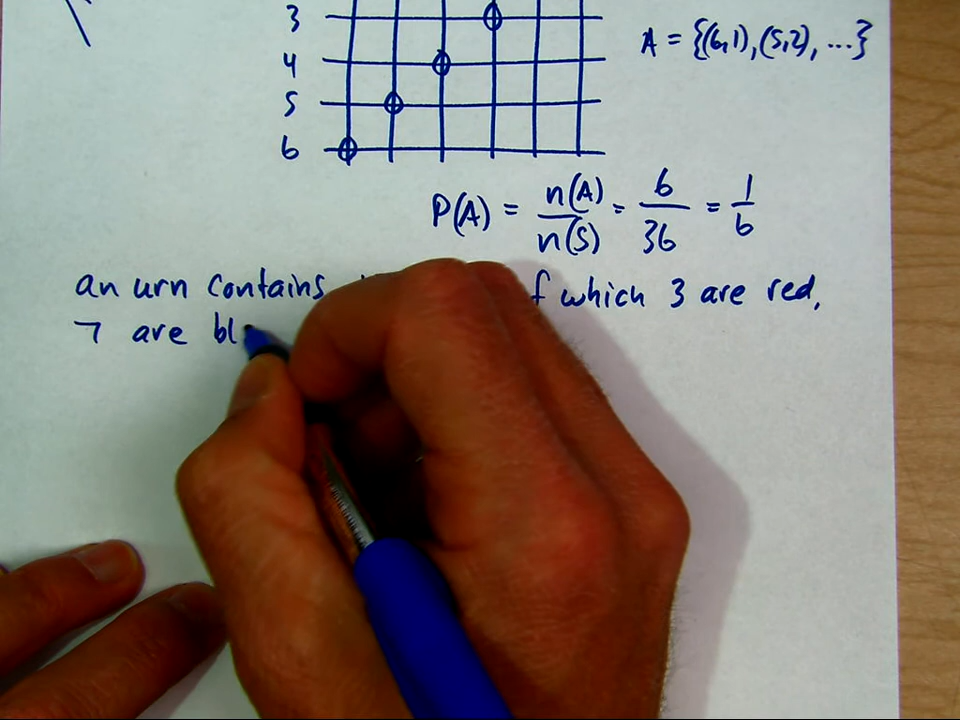 3
A = {(6,1), (5,2), ...}
4
5
6
P(A) = n(A)/n(S) = 6/36 = 1/6
an urn contains which 3 are red,
7 are bl